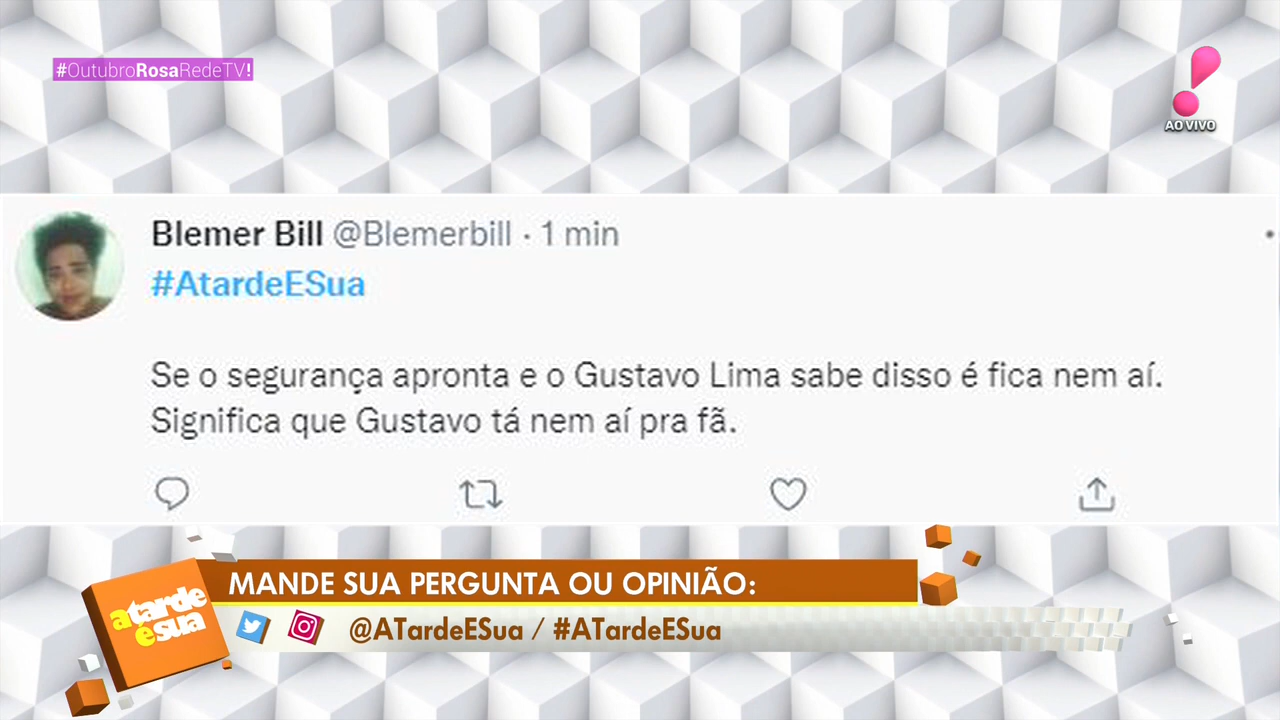 #OutubroRosaRedeTV!
AO VIVO
Blemer Bill @Blemerbill · 1 min
#AtardeESua
Se o segurança apronta e o Gustavo Lima sabe disso é fica nem aí.
Significa que Gustavo tá nem aí pra fã.
MANDE SUA PERGUNTA OU OPINIÃO:
a tarde
é sua
@ATardeESua / #ATardeESua